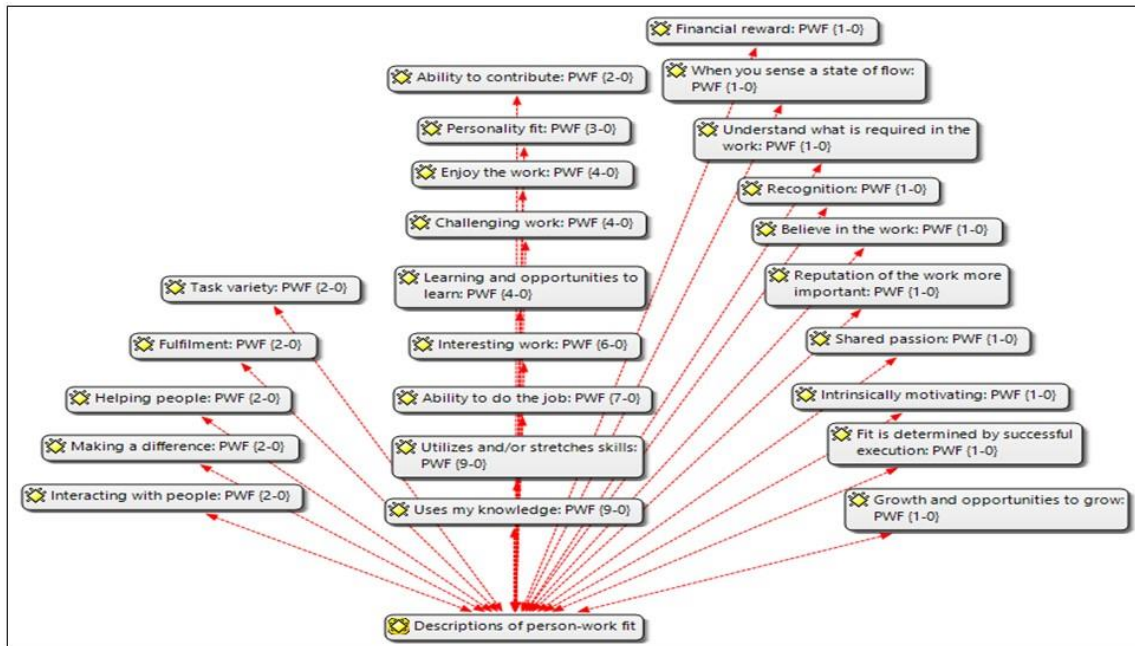 Financial reward: PWF {1-0}
When you sense a state of flow:
PWF {1-0}
Ability to contribute: PWF {2-0}
Personality fit: PWF {3-0}
Understand what is required in the
work: PWF {1-0}
Enjoy the work: PWF {4-0}
Recognition: PWF {1-0}
Challenging work: PWF {4-0}
Believe in the work: PWF {1-0}
Learning and opportunities to
learn: PWF {4-0}
Reputation of the work more
important: PWF {1-0}
Task variety: PWF {2-0}
Fulfilment: PWF {2-0}
Interesting work: PWF {6-0}
Shared passion: PWF {1-0}
Helping people: PWF {2-0}
Ability to do the job: PWF {7-0}
Intrinsically motivating: PWF {1-0}
Making a difference: PWF {2-0}
Utilizes and/or stretches skills:
PWF {9-0}
Fit is determined by successful
execution: PWF {1-0}
Interacting with people: PWF {2-0}
Uses my knowledge: PWF {9-0}
Growth and opportunities to grow:
PWF {1-0}
Descriptions of person-work fit